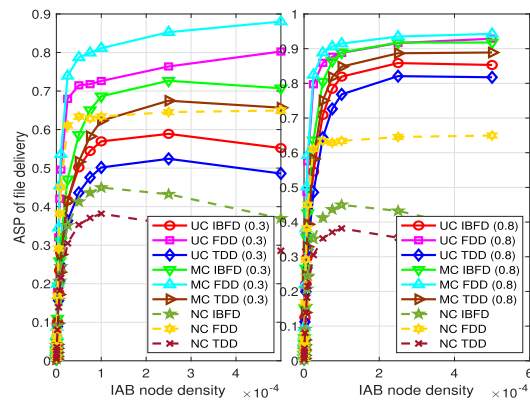 0.9
0.8
0.7
0.6
0.5
0.4
0.3
0.2
0.1
0
ASP of fille delivery
0
2
4
IAB node density
×10⁻⁴
UC IBFD (0.3)
UC FDD (0.3)
UC TDD (0.3)
MC IBFD (0.3)
MC FDD (0.3)
MC TDD (0.3)
NC IBFD
NC FDD
NC TDD
1
0.9
0.8
0.7
0.6
0.5
0.4
0.3
0.2
0.1
0
0
2
4
6
IAB node density
×10⁻⁴
UC IBFD (0.8)
UC FDD (0.8)
UC TDD (0.8)
MC IBFD (0.8)
MC FDD (0.8)
MC TDD (0.8)
NC IBFD
NC FDD
NC TDD